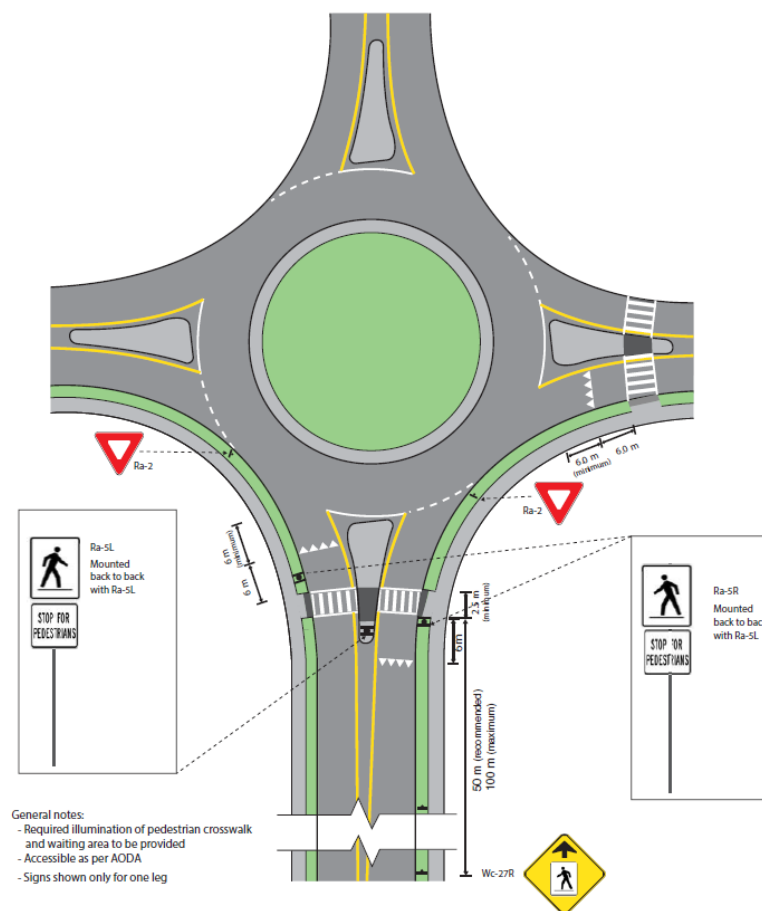 6.0 m
(minimum)
6.0 m
Ra-2
Ra-2
Ra-5L
Mounted
back to back
with Ra-5L
STOP FOR
PEDESTRIANS
6 m
(minimum)
6 m
2.5 m
(minimum)
6m
50 m (recommended)
100 m (maximum)
Ra-5R
Mounted
back to back
with Ra-5L
STOP FOR
PEDESTRIANS
General notes:
- Required illumination of pedestrian crosswalk
and waiting area to be provided
- Accessible as per AODA
- Signs shown only for one leg
Wc-27R